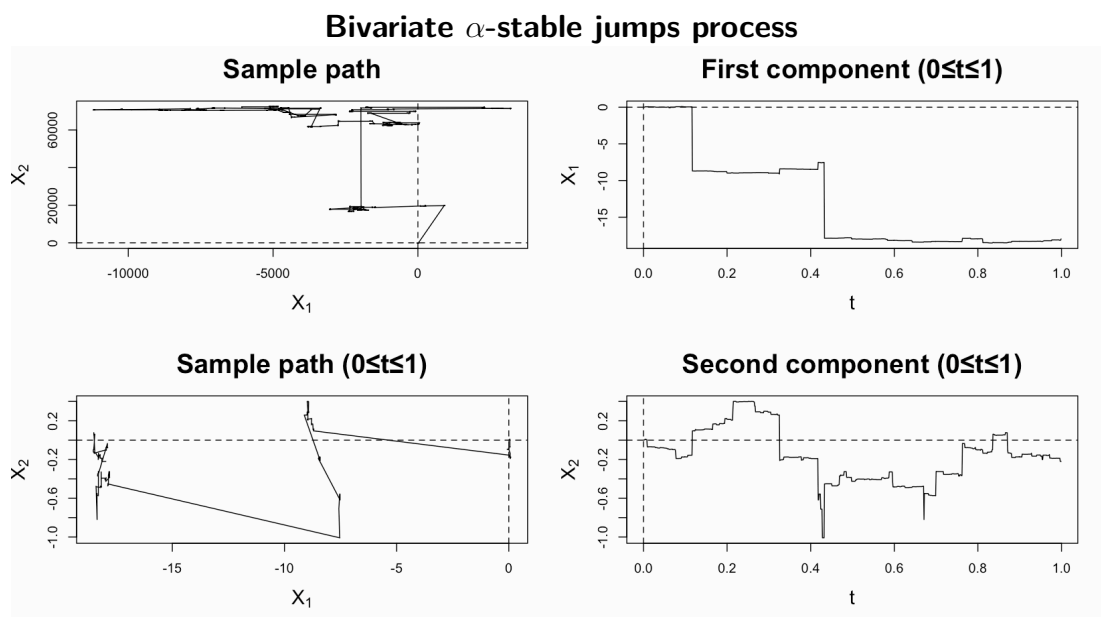 Bivariate α-stable jumps process
Sample path
X₂
0
20000
60000
-10000
-5000
0
X₁
First component (0≤t≤1)
X₁
0
-5
-10
-15
0.0
0.2
0.4
0.6
0.8
1.0
t
Sample path (0≤t≤1)
X₂
0.2
-0.2
-0.6
-1.0
-15
-10
-5
0
X₁
Second component (0≤t≤1)
X₂
0.2
-0.2
-0.6
-1.0
0.0
0.2
0.4
0.6
0.8
1.0
t